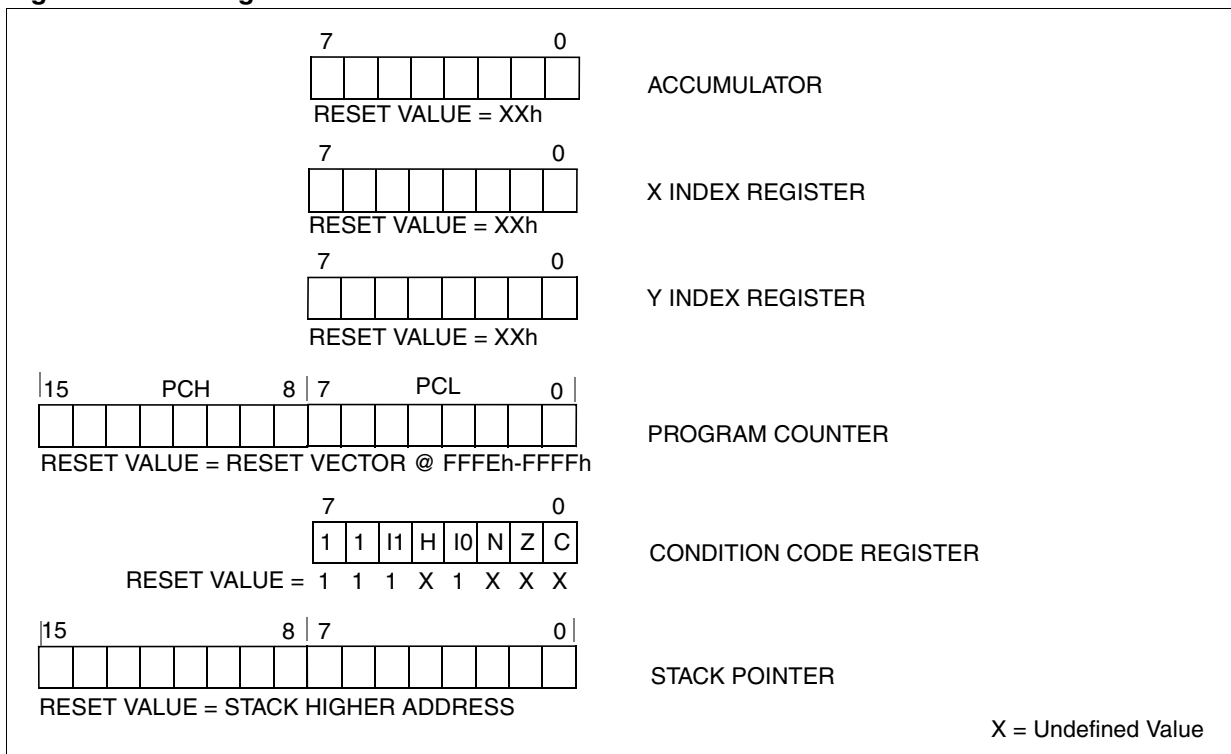 7 0
ACCUMULATOR
RESET VALUE = XXh
7 0
X INDEX REGISTER
RESET VALUE = XXh
7 0
Y INDEX REGISTER
RESET VALUE = XXh
15 PCH 8 7 PCL 0
PROGRAM COUNTER
RESET VALUE = RESET VECTOR @ FFFEh-FFFFh
7 0
1 1 I1 H I0 N Z C
CONDITION CODE REGISTER
RESET VALUE = 1 1 1 X 1 X X X
15 8 7 0
STACK POINTER
RESET VALUE = STACK HIGHER ADDRESS
X = Undefined Value